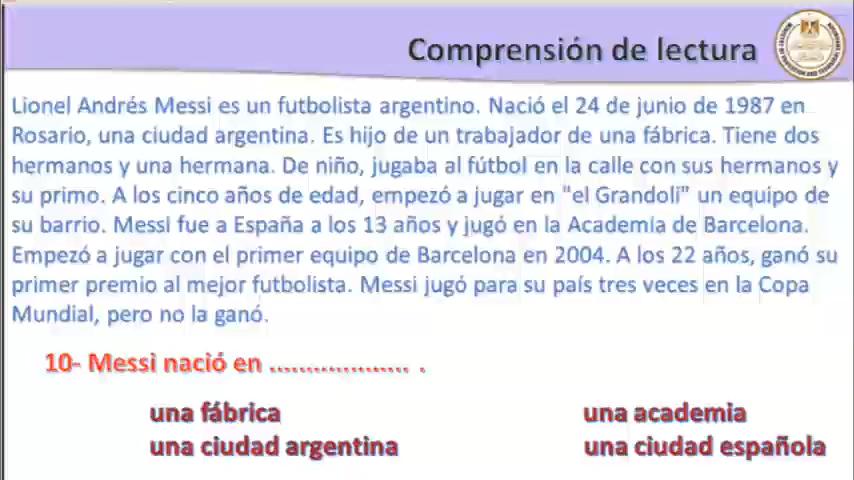 Comprensión de lectura
Lionel Andrés Messi es un futbolista argentino. Nació el 24 de junio de 1987 en
Rosario, una ciudad argentina. Es hijo de un trabajador de una fábrica. Tiene dos
hermanos y una hermana. De niño, jugaba al fútbol en la calle con sus hermanos y
su primo. A los cinco años de edad, empezó a jugar en "el Grandoli" un equipo de
su barrio. Messi fue a España a los 13 años y jugó en la Academia de Barcelona.
Empezó a jugar con el primer equipo de Barcelona en 2004. A los 22 años, ganó su
primer premio al mejor futbolista. Messi jugó para su país tres veces en la Copa
Mundial, pero no la ganó.
10- Messi nació en ................... .
una fábrica una academia
una ciudad argentina una ciudad española